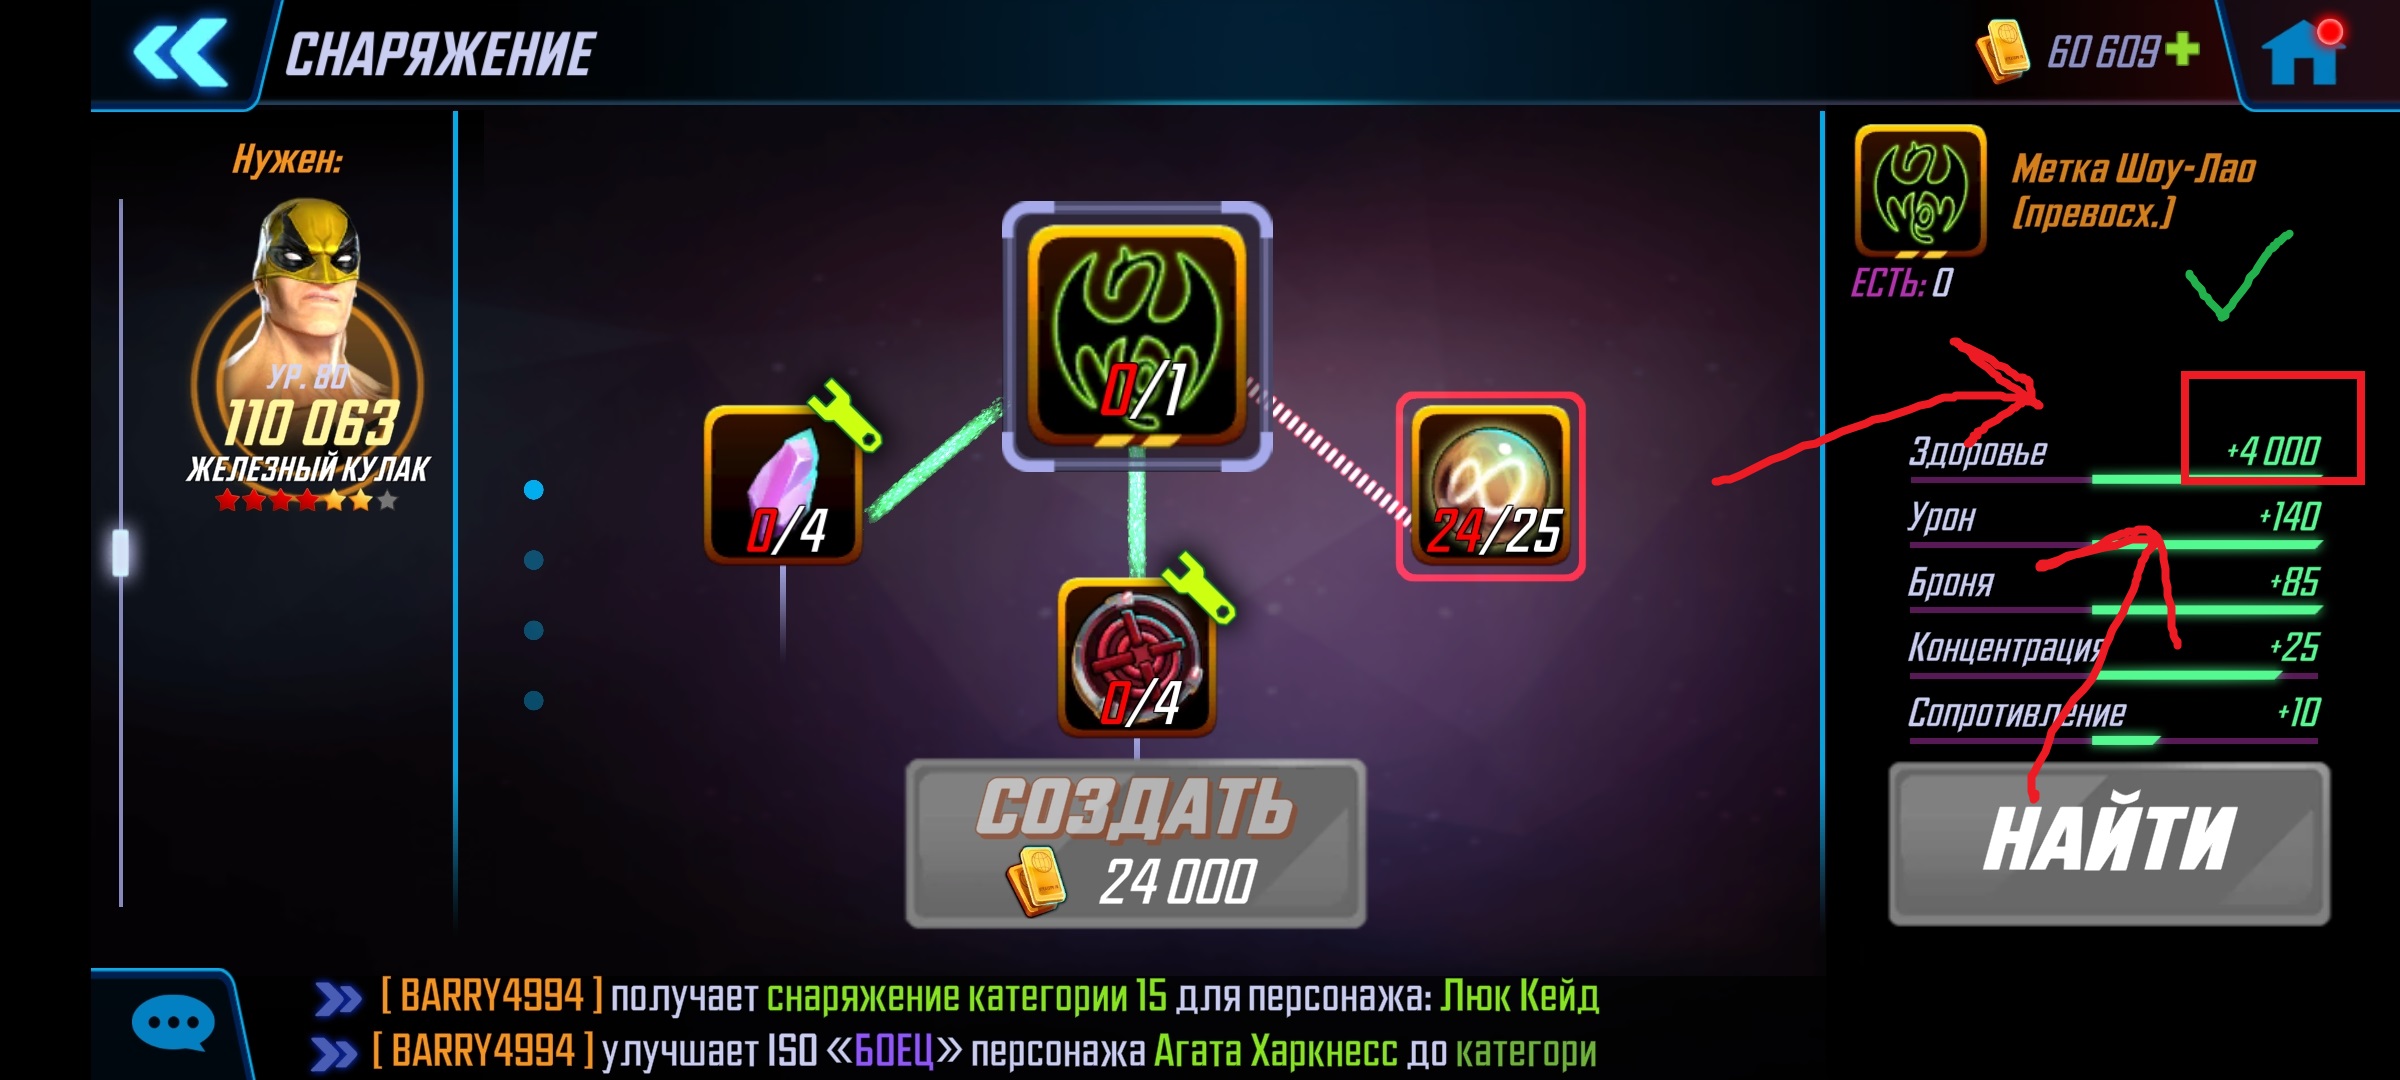 СНАРЯЖЕНИЕ
60 609
Нужен:
УР. 80
110 063
ЖЕЛЕЗНЫЙ КУЛАК
0/1
0/4
24/25
0/4
СОЗДАТЬ
24 000
Метка Шоу-Лао
(превосх.)
ЕСТЬ: 0
Здоровье +4 000
Урон +140
Броня +85
Концентрация +25
Сопротивление +10
НАЙТИ
[ BARRY4994 ] получает снаряжение категории 15 для персонажа: Люк Кейд
[ BARRY4994 ] улучшает ISO «БОЕЦ» персонажа Агата Харкнесс до категори